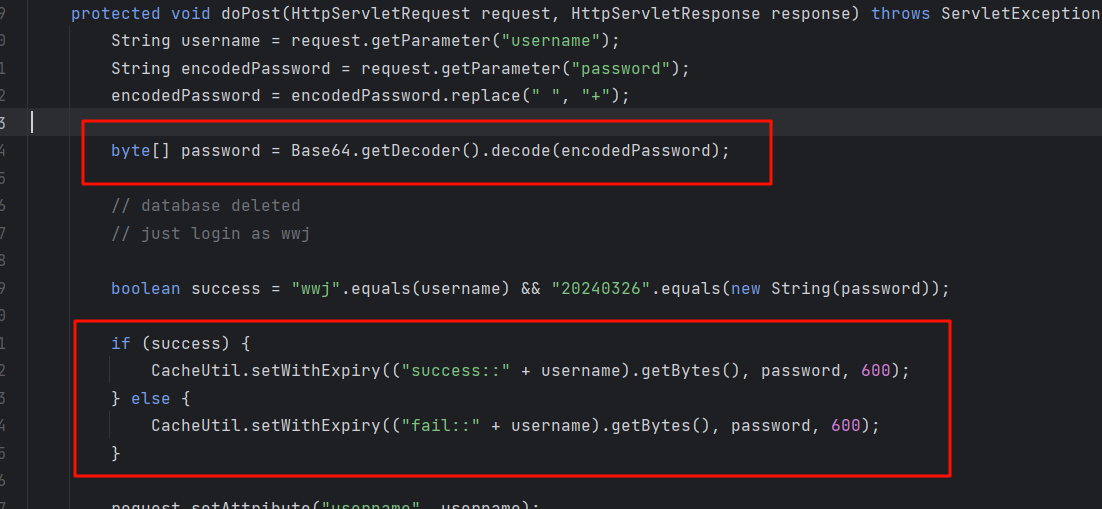 9 protected void doPost(HttpServletRequest request, HttpServletResponse response) throws ServletException
0 String username = request.getParameter("username");
1 String encodedPassword = request.getParameter("password");
2 encodedPassword = encodedPassword.replace(" ", "+");
3
4 byte[] password = Base64.getDecoder().decode(encodedPassword);
5
6 // database deleted
7 // just login as wwj
8
9 boolean success = "wwj".equals(username) && "20240326".equals(new String(password));
0
1 if (success) {
2 CacheUtil.setWithExpiry(("success::" + username).getBytes(), password, 600);
3 } else {
4 CacheUtil.setWithExpiry(("fail::" + username).getBytes(), password, 600);
5 }
6
7 request.setAttribute("username", username);